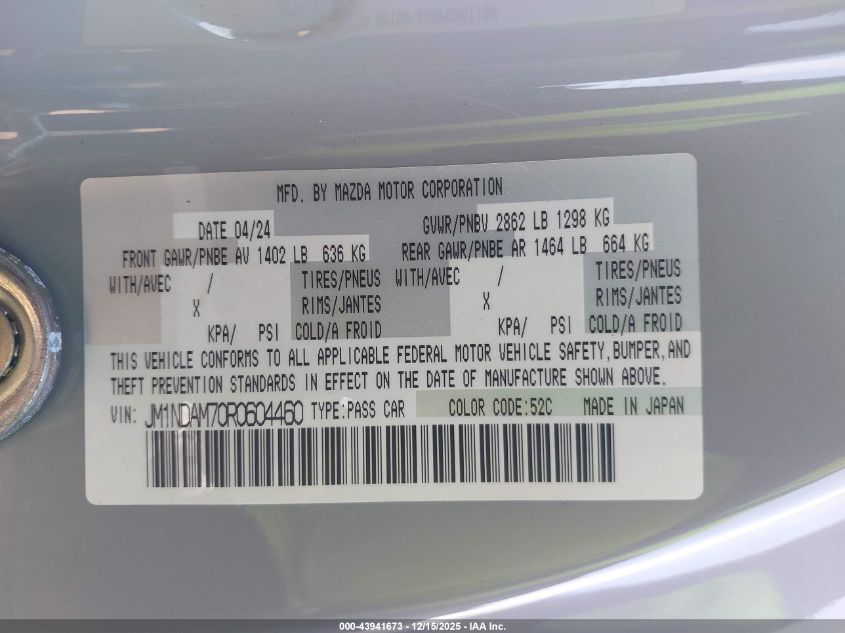 MFD. BY MAZDA MOTOR CORPORATION
DATE 04/24 GVWR/PNBV 2862 LB 1298 KG
FRONT GAWR/PNBE AV 1402 LB 636 KG REAR GAWR/PNBE AR 1464 LB 664 KG
WITH/AVEC / TIRES/PNEUS WITH/AVEC / TIRES/PNEUS
X RIMS/JANTES X RIMS/JANTES
KPA/ PSI COLD/A FROID KPA/ PSI COLD/A FROID
THIS VEHICLE CONFORMS TO ALL APPLICABLE FEDERAL MOTOR VEHICLE SAFETY, BUMPER, AND
THEFT PREVENTION STANDARDS IN EFFECT ON THE DATE OF MANUFACTURE SHOWN ABOVE.
VIN: JM1NDAM70R0604460 TYPE:PASS CAR COLOR CODE:52C MADE IN JAPAN
000-43941673 - 12/15/2025 - IAA Inc.